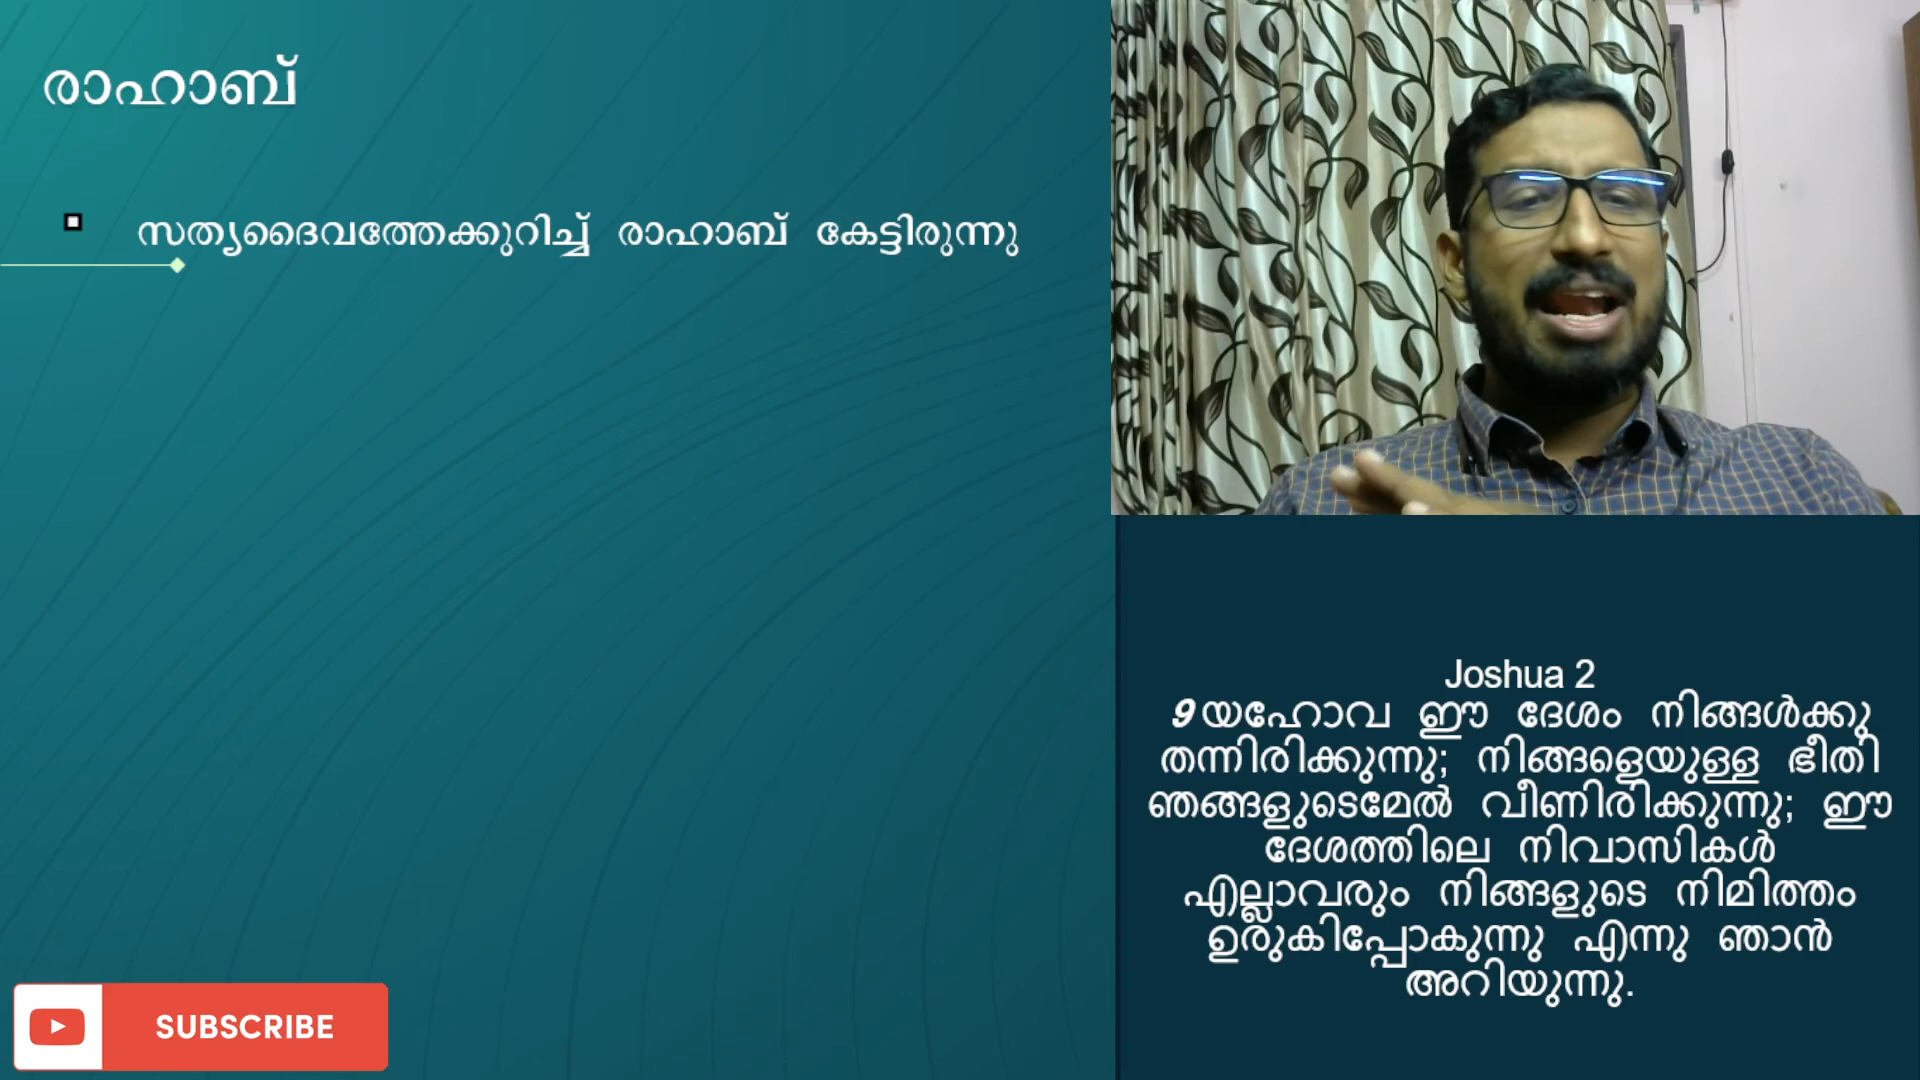 രാഹാബ്
സത്യദൈവത്തേക്കുറിച്ച് രാഹാബ് കേട്ടിരുന്നു
Joshua 2
9 യഹോവ ഈ ദേശം നിങ്ങൾക്കു
തന്നിരിക്കുന്നു; നിങ്ങളെയുള്ള ഭീതി
ഞങ്ങളുടെമേൽ വീണിരിക്കുന്നു; ഈ
ദേശത്തിലെ നിവാസികൾ
എല്ലാവരും നിങ്ങളുടെ നിമിത്തം
ഉരുകിപ്പോകുന്നു എന്നു ഞാൻ
അറിയുന്നു.
SUBSCRIBE